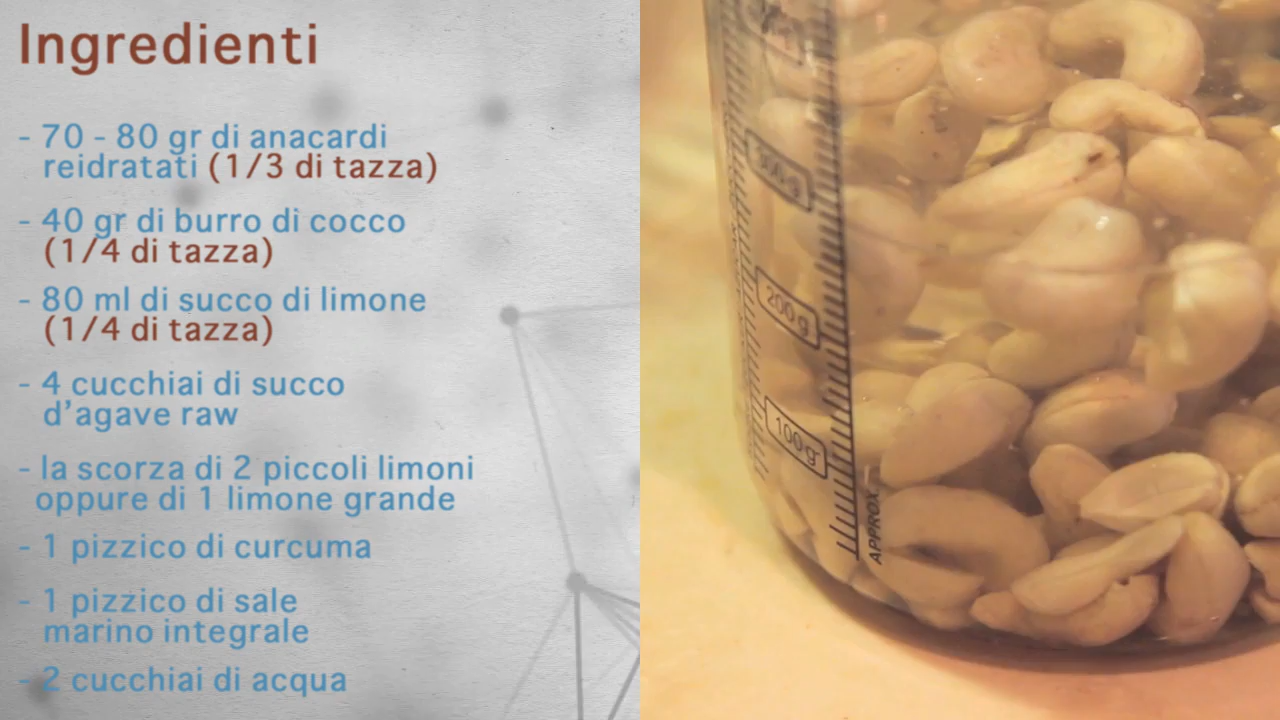 Ingredienti
- 70 - 80 gr di anacardi
reidratati (1/3 di tazza)
- 40 gr di burro di cocco
(1/4 di tazza)
- 80 ml di succo di limone
(1/4 di tazza)
- 4 cucchiai di succo
d'agave raw
- la scorza di 2 piccoli limoni
oppure di 1 limone grande
- 1 pizzico di curcuma
- 1 pizzico di sale
marino integrale
- 2 cucchiai di acqua
300g
200g
100g
APPROX